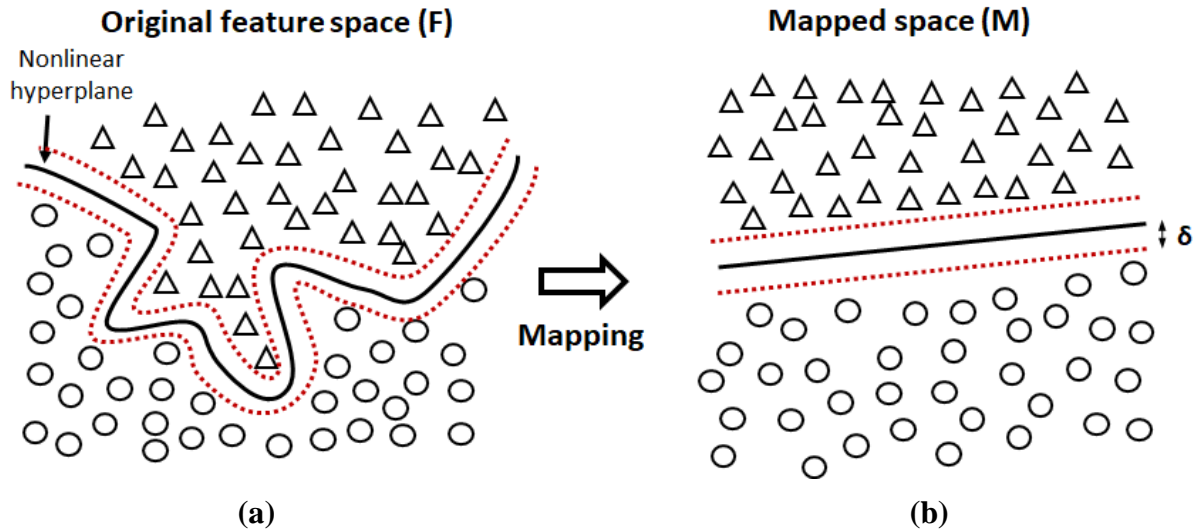 Original feature space (F)
Mapped space (M)
Nonlinear
hyperplane
δ
Mapping
(a)
(b)